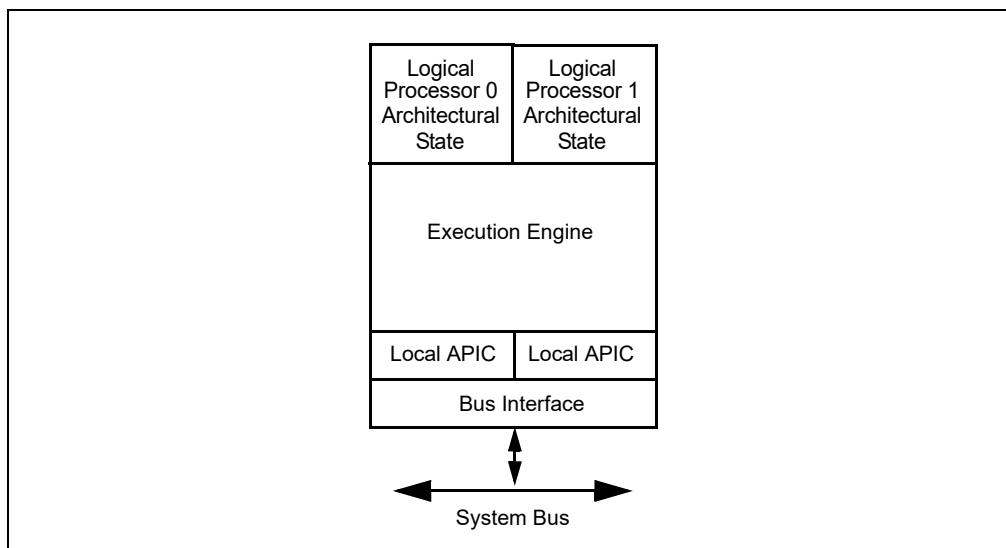 Logical
Processor 0
Architectural
State
Logical
Processor 1
Architectural
State
Execution Engine
Local APIC
Local APIC
Bus Interface
System Bus